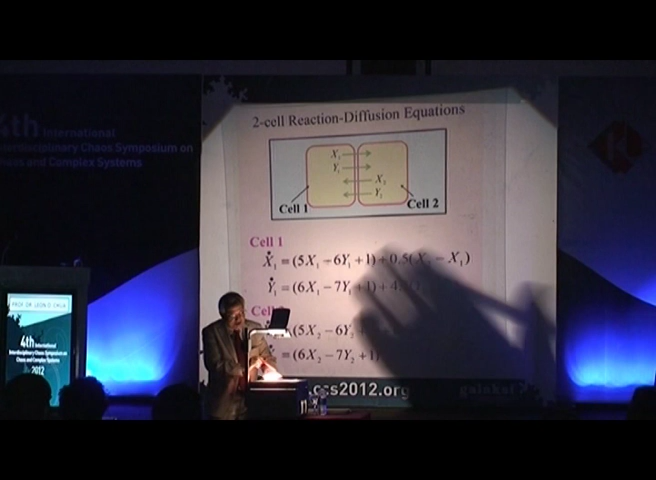 2-cell Reaction-Diffusion Equations
X₁
Y₁
X₂
Y₁
Cell 1
Cell 2
Cell 1
Ẋ₁ = (5X₁ - 6Y₁ + 1) + 0.5(X₂ - X₁)
Ẏ₁ = (6X₁ - 7Y₁ + 1) +
(5X₂ - 6Y₂
= (6X₂ - 7Y₂ + 1)
4th International
Interdisciplinary Chaos Symposium on
Chaos and Complex Systems
PROF. DR. LEON O. CHUA
4th International
Interdisciplinary Chaos Symposium on
Chaos and Complex Systems
2012
ccs2012.org